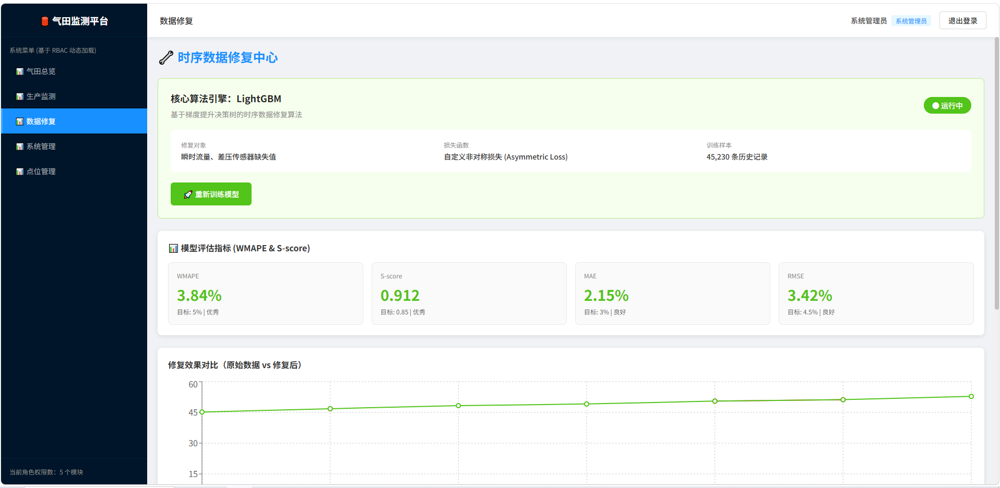 气田监测平台
系统菜单 (基于 RBAC 动态加载)
气田总览
生产监测
数据修复
系统管理
点位管理
当前角色权限数：5 个模块
数据修复
系统管理员
系统管理员
退出登录
时序数据修复中心
核心算法引擎：LightGBM
基于梯度提升决策树的时序数据修复算法
运行中
修复对象
瞬时流量、差压传感器缺失值
损失函数
自定义非对称损失 (Asymmetric Loss)
训练样本
45,230 条历史记录
重新训练模型
模型评估指标 (WMAPE & S-score)
WMAPE
3.84%
目标: 5% | 优秀
S-score
0.912
目标: 0.85 | 优秀
MAE
2.15%
目标: 3% | 良好
RMSE
3.42%
目标: 4.5% | 良好
修复效果对比（原始数据 vs 修复后）
60
45
30
15